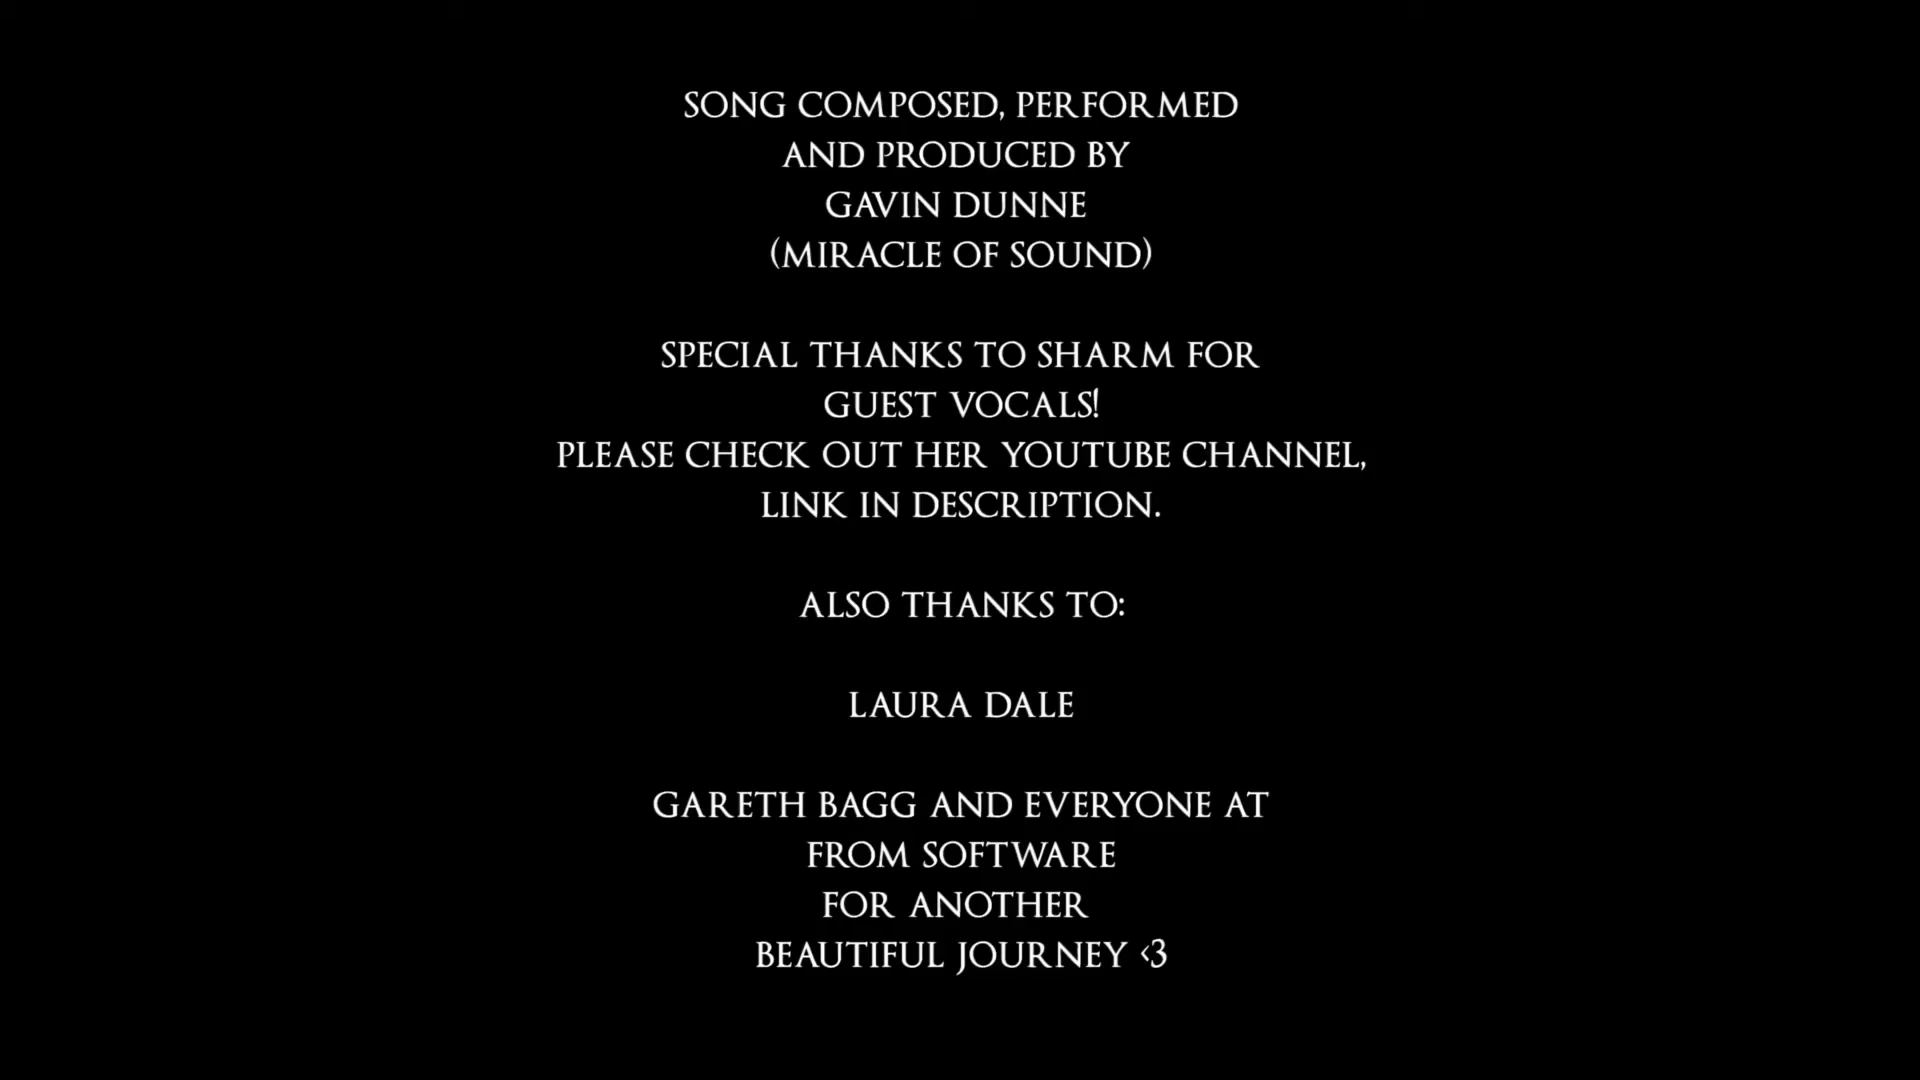 SONG COMPOSED, PERFORMED
AND PRODUCED BY
GAVIN DUNNE
(MIRACLE OF SOUND)
SPECIAL THANKS TO SHARM FOR
GUEST VOCALS!
PLEASE CHECK OUT HER YOUTUBE CHANNEL,
LINK IN DESCRIPTION.
ALSO THANKS TO:
LAURA DALE
GARETH BAGG AND EVERYONE AT
FROM SOFTWARE
FOR ANOTHER
BEAUTIFUL JOURNEY <3